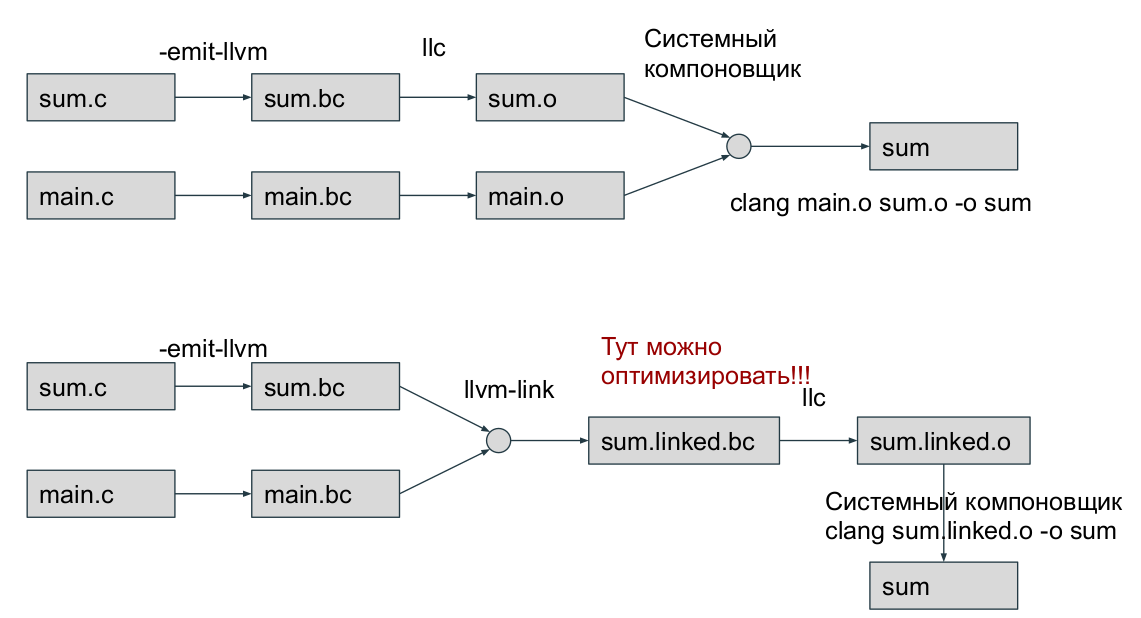 -emit-llvm
llc
Системный
компоновщик
sum.c
sum.bc
sum.o
sum
main.c
main.bc
main.o
clang main.o sum.o -o sum
-emit-llvm
Тут можно
оптимизировать!!!
sum.c
sum.bc
llvm-link
llc
sum.linked.bc
sum.linked.o
main.c
main.bc
Системный компоновщик
clang sum.linked.o -o sum
sum